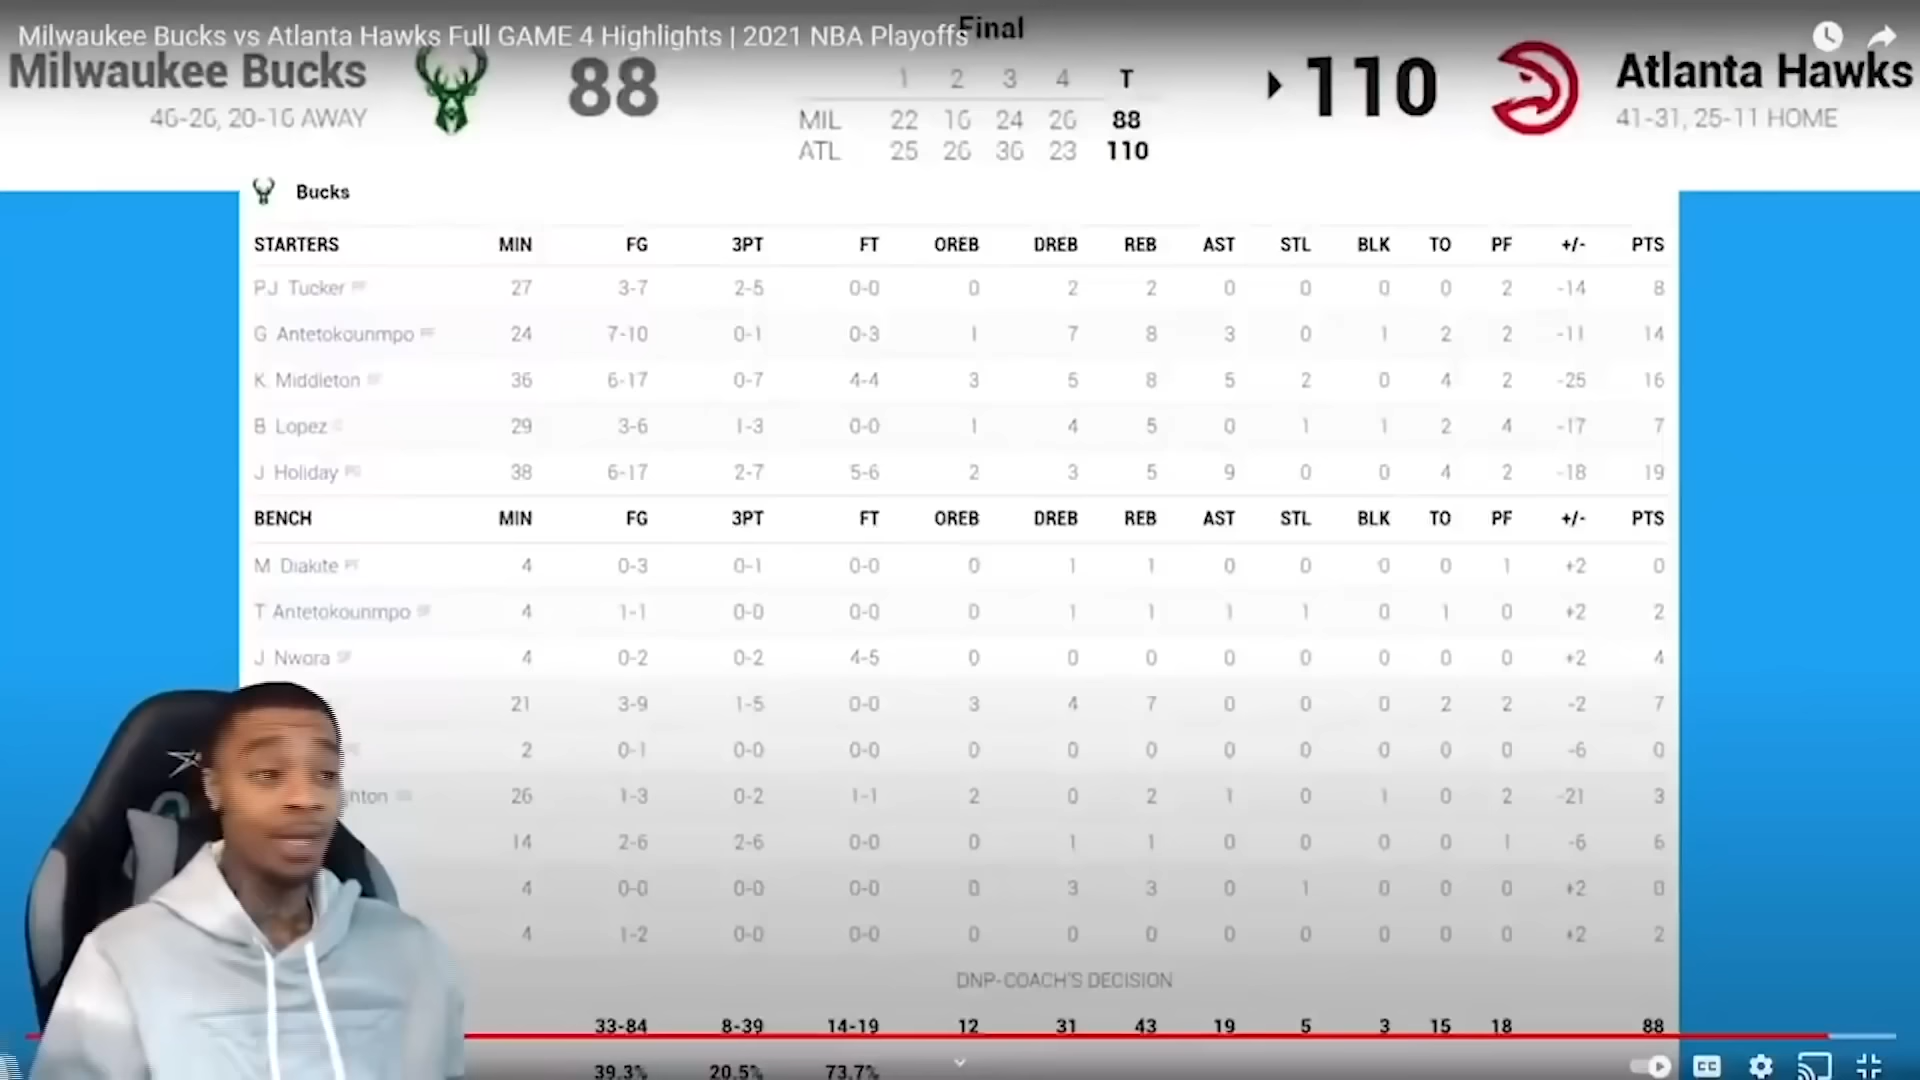 Milwaukee Bucks vs Atlanta Hawks Full GAME 4 Highlights | 2021 NBA Playoffs
Final
Milwaukee Bucks 88 1 2 3 4 T 110 Atlanta Hawks
46-26, 20-16 AWAY MIL 22 16 24 26 88 41-31, 25-11 HOME
ATL 25 26 36 23 110
Bucks
STARTERS MIN FG 3PT FT OREB DREB REB AST STL BLK TO PF +/- PTS
P.J. Tucker PF 27 3-7 2-5 0-0 0 2 2 0 0 0 0 2 -14 8
G Antetokounmpo PF 24 7-10 0-1 0-3 1 7 8 3 0 1 2 2 -11 14
K. Middleton SF 36 6-17 0-7 4-4 3 5 8 5 2 0 4 2 -25 16
B Lopez C 29 3-6 1-3 0-0 1 4 5 0 1 1 2 4 -17 7
J Holiday PG 38 6-17 2-7 5-6 2 3 5 9 0 0 4 2 -18 19
BENCH MIN FG 3PT FT OREB DREB REB AST STL BLK TO PF +/- PTS
M Diakite PF 4 0-3 0-1 0-0 0 1 1 0 0 0 0 1 +2 0
T Antetokounmpo SF 4 1-1 0-0 0-0 0 1 1 1 1 0 1 0 +2 2
J Nwora SF 4 0-2 0-2 4-5 0 0 0 0 0 0 0 0 +2 4
21 3-9 1-5 0-0 3 4 7 0 0 0 2 2 -2 7
2 0-1 0-0 0-0 0 0 0 0 0 0 0 0 -6 0
hton 26 1-3 0-2 1-1 2 0 2 1 0 1 0 2 -21 3
14 2-6 2-6 0-0 0 1 1 0 0 0 0 1 -6 6
4 0-0 0-0 0-0 0 3 3 0 1 0 0 0 +2 0
4 1-2 0-0 0-0 0 0 0 0 0 0 0 0 +2 2
DNP-COACH'S DECISION
33-84 8-39 14-19 12 31 43 19 5 3 15 18 88
39.3% 20.5% 73.7%
CC